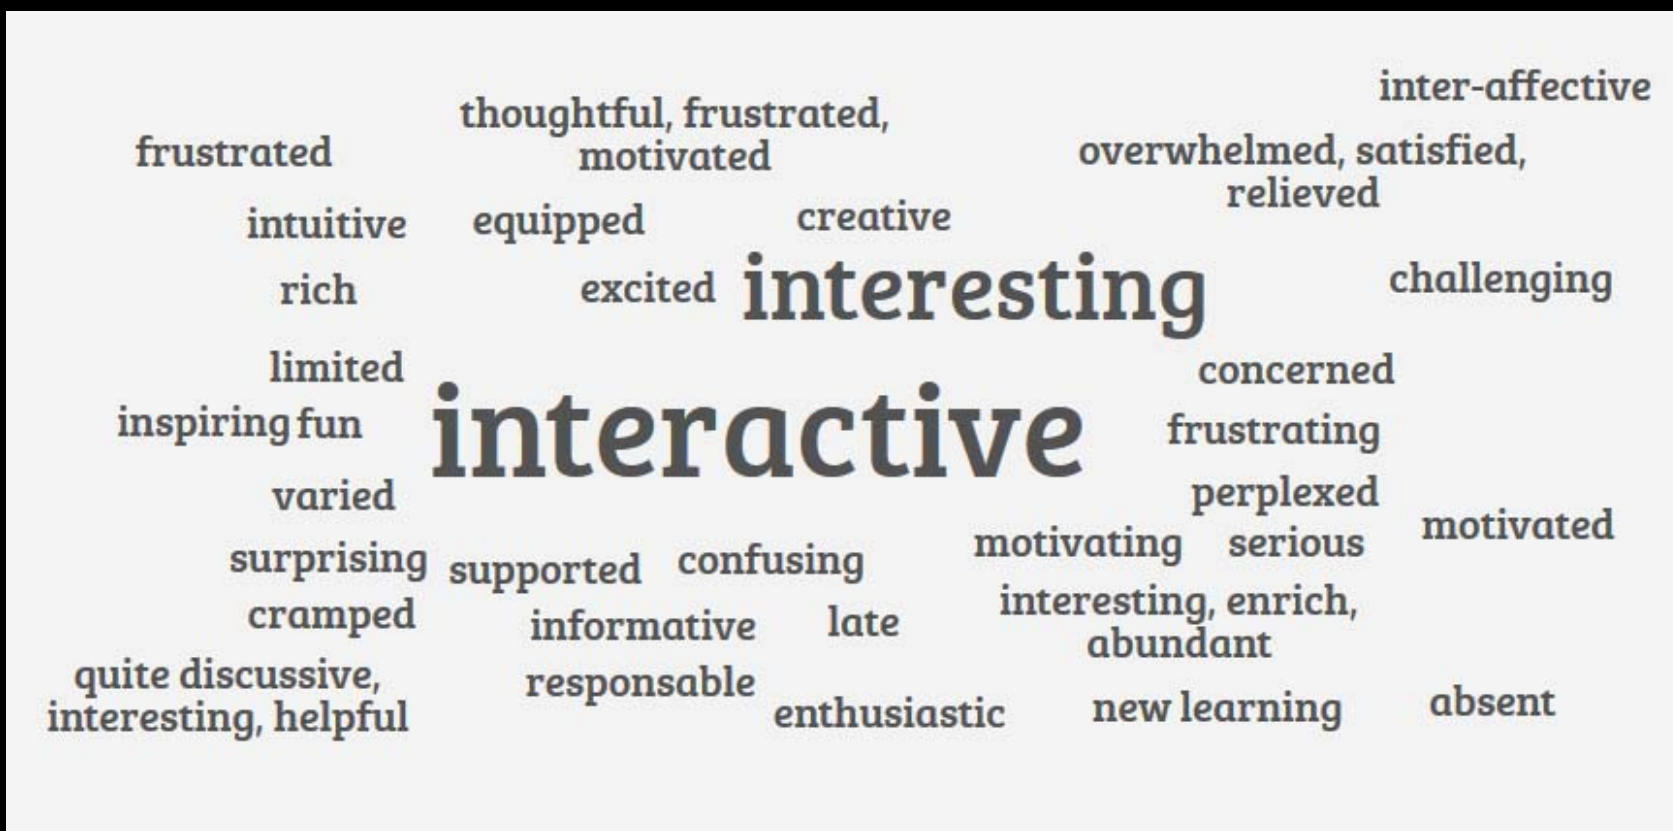 inter-affective
thoughtful, frustrated,
motivated
frustrated
overwhelmed, satisfied,
relieved
intuitive
equipped
creative
rich
excited
interesting
challenging
limited
concerned
inspiring
fun
interactive
frustrating
varied
perplexed
motivated
surprising
supported
confusing
motivating
serious
cramped
informative
late
interesting, enrich,
abundant
quite discussive,
interesting, helpful
responsable
enthusiastic
new learning
absent